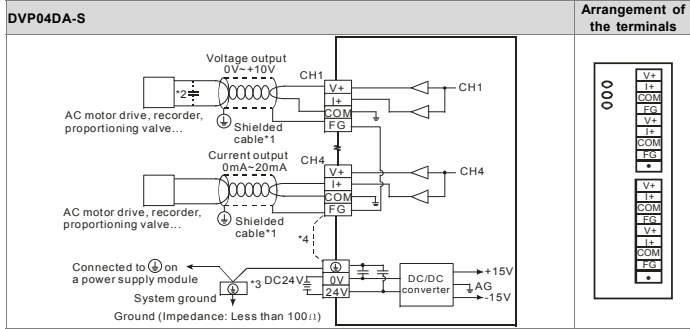 DVP04DA-S
Arrangement of
the terminals
Voltage output
0V~+10V
CH1
*2
V+
I+
COM
FG
CH1
AC motor drive, recorder,
proportioning valve...
Shielded
cable*1
Current output
0mA~20mA
CH4
V+
I+
COM
FG
CH4
AC motor drive, recorder,
proportioning valve...
Shielded
cable*1
*4
Connected to ⏚ on
a power supply module
*3
DC24V
0V
24V
DC/DC
converter
+15V
AG
-15V
System ground
Ground (Impedance: Less than 100Ω)
V+
I+
COM
FG
V+
I+
COM
FG
•
V+
I+
COM
FG
V+
I+
COM
FG
•